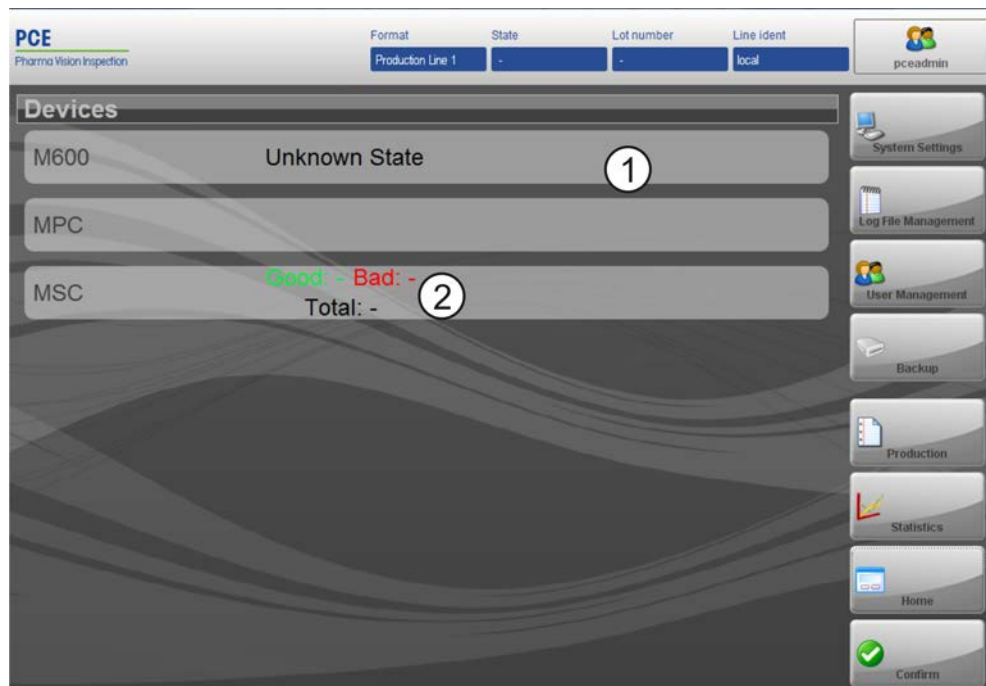 PCE
Pharma Vision Inspection
Format
State
Lot number
Line ident
Production Line 1
-
-
local
pceadmin
Devices
M600
Unknown State
1
MPC
MSC
Good: - Bad: -
Total: -
2
System Settings
Log File Management
User Management
Backup
Production
Statistics
Home
Confirm